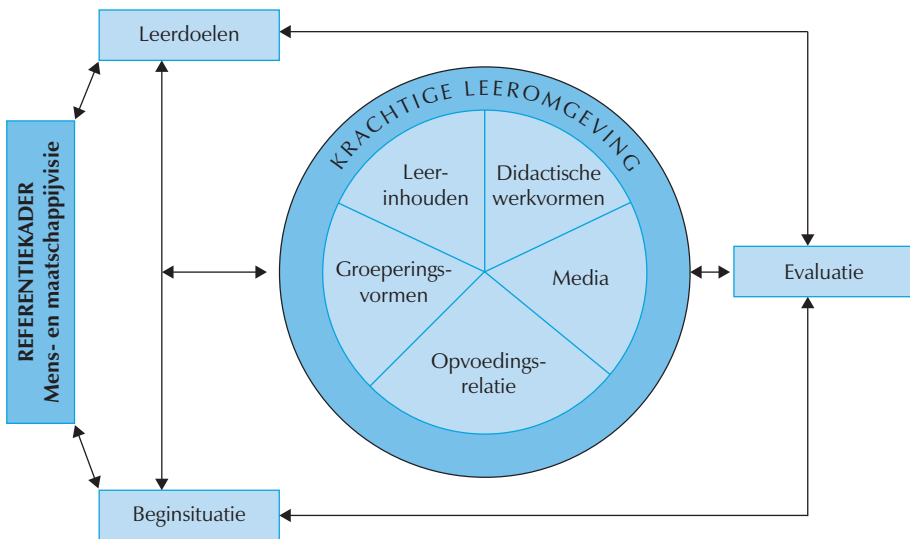 Leerdoelen
REFERENTIEKADER
Mens- en maatschappijvisie
KRACHTIGE LEEROMGEVING
Leer-
inhouden
Didactische
werkvormen
Groeperings-
vormen
Media
Opvoedings-
relatie
Evaluatie
Beginsituatie